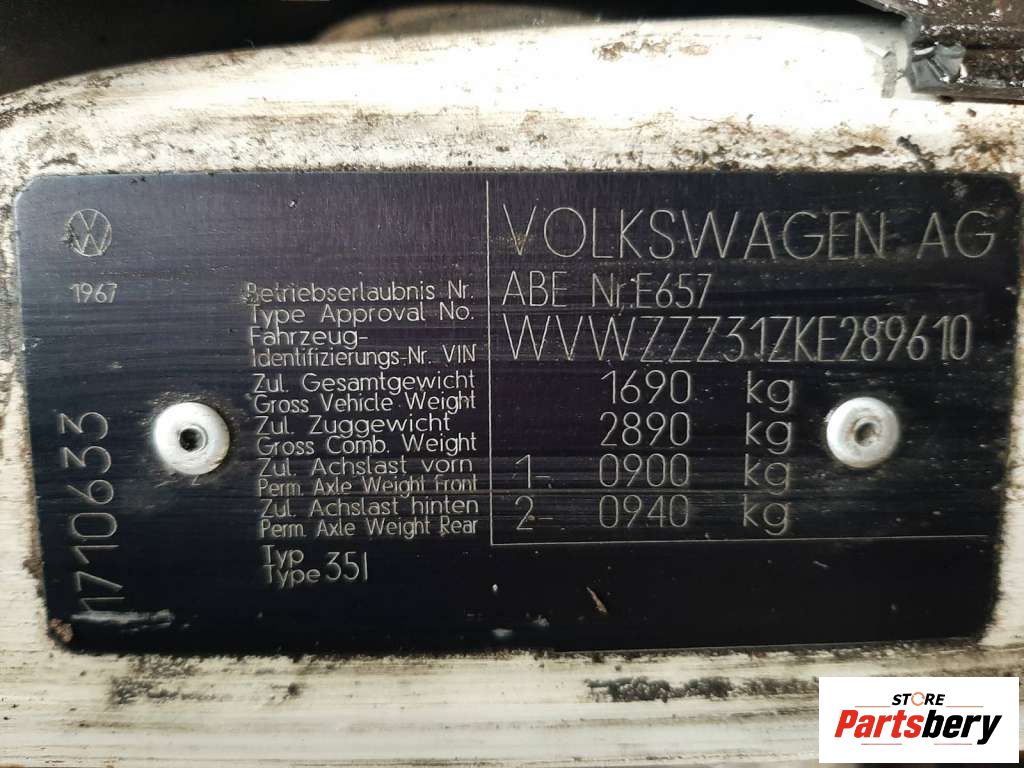 VOLKSWAGEN AG
1967
Betriebserlaubnis Nr.
Type Approval No.
ABE Nr. E657
Fahrzeug-
Identifizierungs-Nr. VIN
WVWZZZ31ZKE289610
Zul. Gesamtgewicht
Gross Vehicle Weight
1690 kg
Zul. Zuggewicht
Gross Comb. Weight
2890 kg
Zul. Achslast vorn
Perm. Axle Weight Front
1- 0900 kg
Zul. Achslast hinten
Perm. Axle Weight Rear
2- 0940 kg
Typ
Type 35I
1710633
STORE
Partsbery